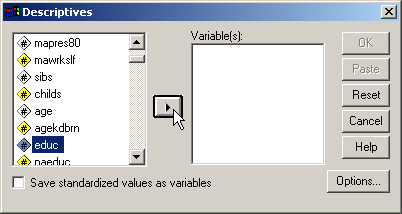 Descriptives
mapres80
mawrkslf
sibs
childs
age
agekdbrn
educ
paeduc
Variable(s):
OK
Paste
Reset
Cancel
Help
Save standardized values as variables
Options...